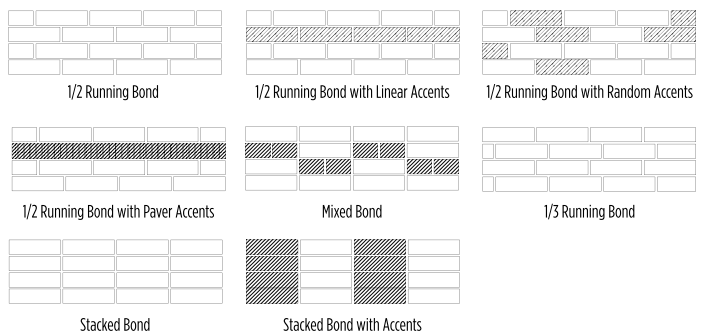 1/2 Running Bond
1/2 Running Bond with Linear Accents
1/2 Running Bond with Random Accents
1/2 Running Bond with Paver Accents
Mixed Bond
1/3 Running Bond
Stacked Bond
Stacked Bond with Accents